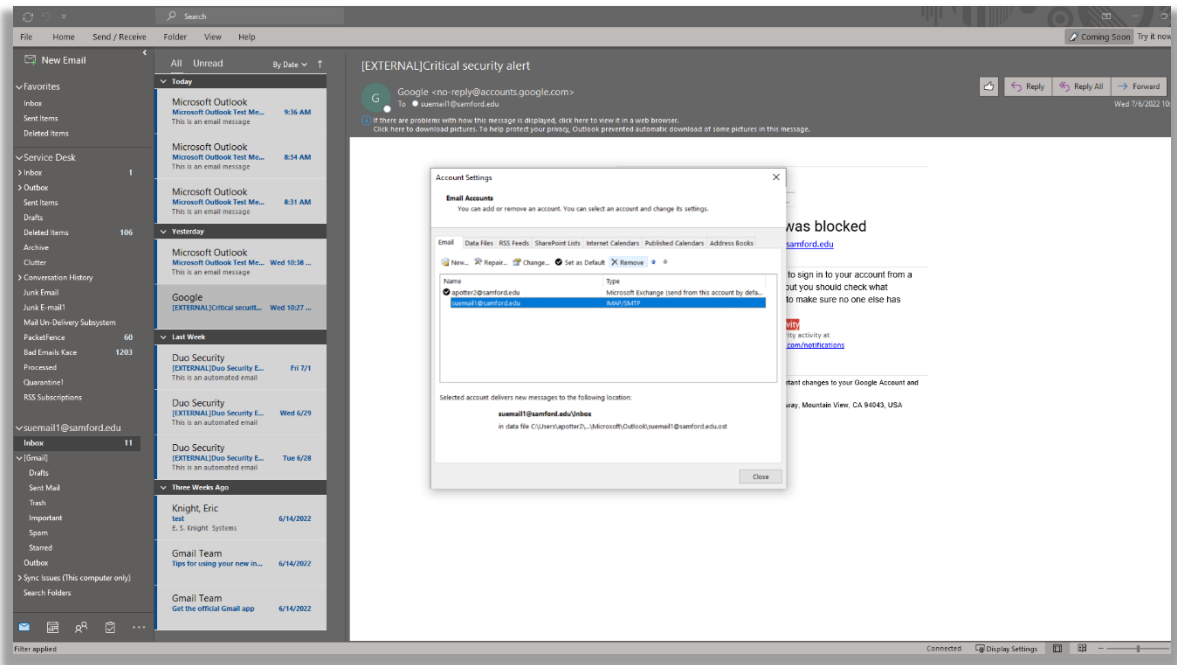 Search
File Home Send / Receive Folder View Help
Coming Soon Try it now
New Email
Favorites
Inbox
Sent Items
Deleted Items
Service Desk
Inbox 1
Outbox
Sent Items
Drafts
Deleted Items 106
Archive
Clutter
Conversation History
Junk Email
Junk E-mail1
Mail Un-Delivery Subsystem
PacketFence 60
Bad Emails Kace 1203
Processed
Quarantine1
RSS Subscriptions
suemail1@samford.edu
Inbox 11
[Gmail]
Drafts
Sent Mail
Trash
Important
Spam
Starred
Outbox
Sync Issues (This computer only)
Search Folders
All Unread By Date
Today
Microsoft Outlook
Microsoft Outlook Test Me... 9:36 AM
This is an email message
Microsoft Outlook
Microsoft Outlook Test Me... 8:54 AM
This is an email message
Microsoft Outlook
Microsoft Outlook Test Me... 8:31 AM
This is an email message
Yesterday
Microsoft Outlook
Microsoft Outlook Test Me... Wed 10:38 ...
This is an email message
Google
[EXTERNAL]Critical securit... Wed 10:27 ...
Last Week
Duo Security
[EXTERNAL]Duo Security E... Fri 7/1
This is an automated email
Duo Security
[EXTERNAL]Duo Security E... Wed 6/29
This is an automated email
Duo Security
[EXTERNAL]Duo Security E... Tue 6/28
This is an automated email
Three Weeks Ago
Knight, Eric
test 6/14/2022
E. S. Knight Systems
Gmail Team
Tips for using your new in... 6/14/2022
Gmail Team
Get the official Gmail app 6/14/2022
[EXTERNAL]Critical security alert
G
Google <no-reply@accounts.google.com>
To suemail1@samford.edu
Reply Reply All Forward
Wed 7/6/2022 10:
If there are problems with how this message is displayed, click here to view it in a web browser.
Click here to download pictures. To help protect your privacy, Outlook prevented automatic download of some pictures in this message.
Account Settings
Email Accounts
You can add or remove an account. You can select an account and change its settings.
Email Data Files RSS Feeds SharePoint Lists Internet Calendars Published Calendars Address Books
New... Repair... Change... Set as Default Remove
Name Type
apotter2@samford.edu Microsoft Exchange (send from this account by defa...
suemail1@samford.edu IMAP/SMTP
Selected account delivers new messages to the following location:
suemail1@samford.edu\Inbox
in data file C:\Users\apotter2\...\Microsoft\Outlook\suemail1@samford.edu.ost
Close
was blocked
samford.edu
to sign in to your account from a
out you should check what
to make sure no one else has
vity
rity activity at
.com/notifications
rtant changes to your Google Account and
way, Mountain View, CA 94043, USA
Filter applied
Connected Display Settings